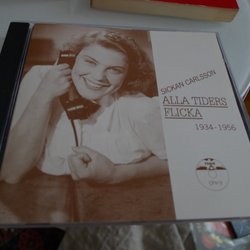 SICKAN CARLSSON
ALLA TIDERS
FLICKA
1934-1956